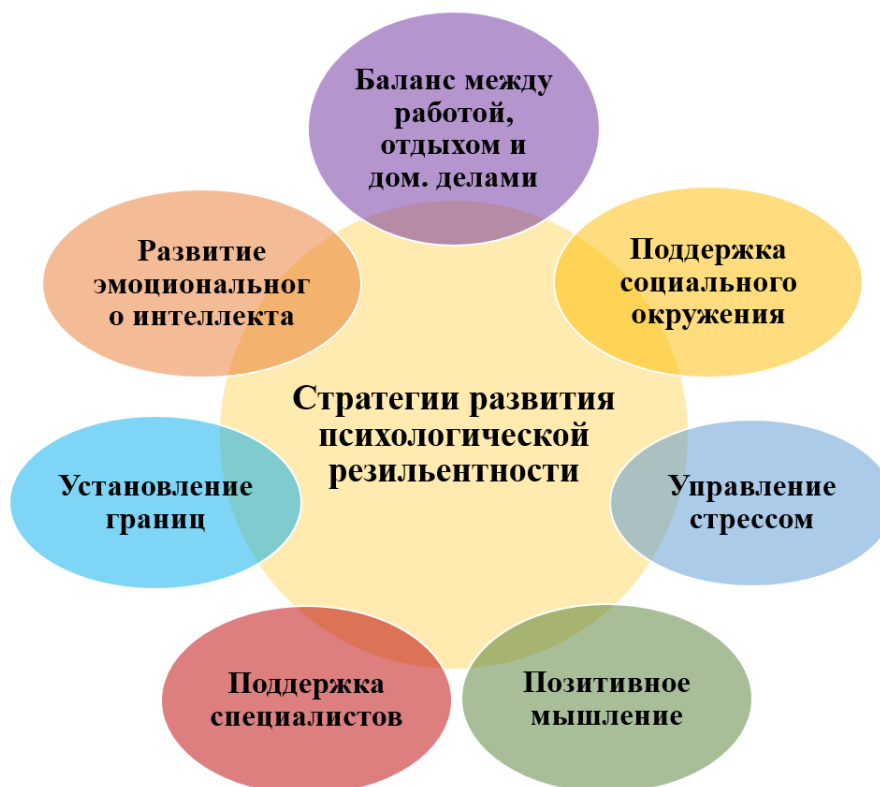 Баланс между
работой,
отдыхом и
дом. делами
Развитие
эмоциональног
о интеллекта
Поддержка
социального
окружения
Стратегии развития
психологической
резильентности
Установление
границ
Управление
стрессом
Поддержка
специалистов
Позитивное
мышление